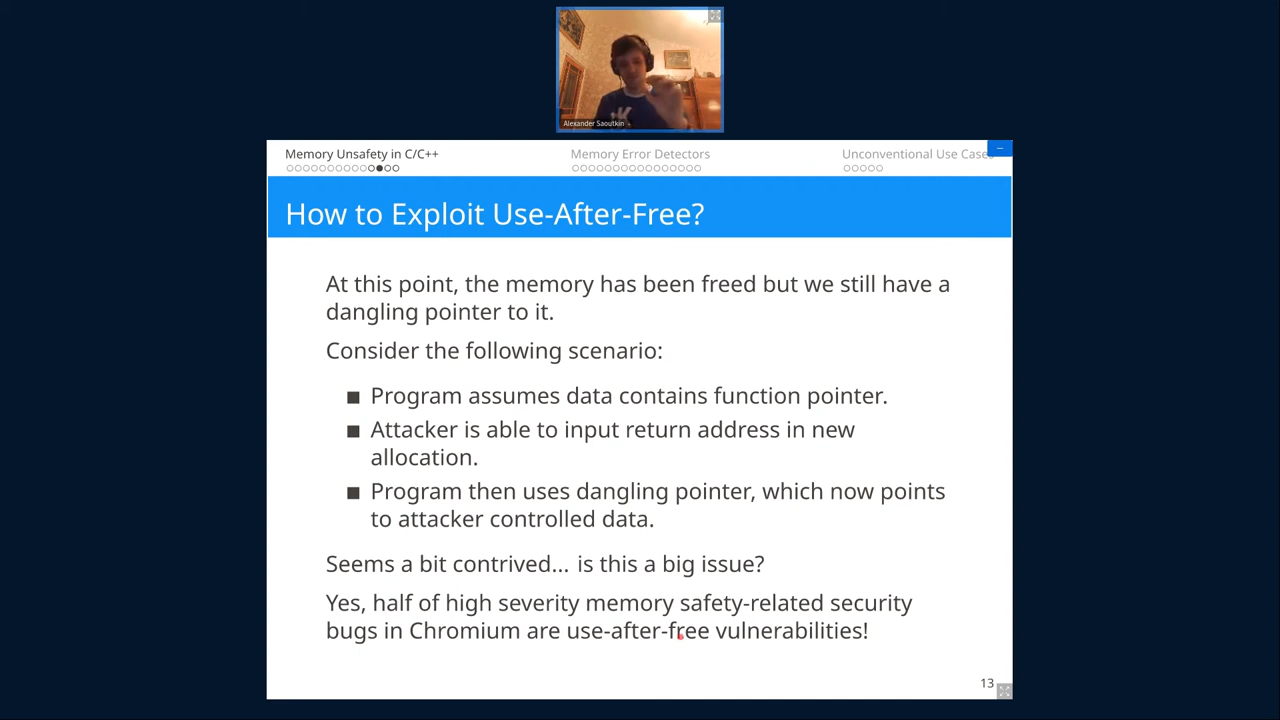 Alexander Saoutkin
Memory Unsafety in C/C++
Memory Error Detectors
Unconventional Use Cases
How to Exploit Use-After-Free?
At this point, the memory has been freed but we still have a
dangling pointer to it.
Consider the following scenario:
Program assumes data contains function pointer.
Attacker is able to input return address in new
allocation.
Program then uses dangling pointer, which now points
to attacker controlled data.
Seems a bit contrived... is this a big issue?
Yes, half of high severity memory safety-related security
bugs in Chromium are use-after-free vulnerabilities!
13